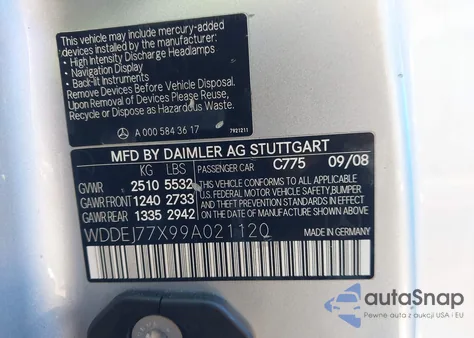 This vehicle may include mercury-added
devices installed by the manufacturer:
• High Intensity Discharge Headlamps
• Navigation Display
• Back-lit Instruments
Remove Devices Before Vehicle Disposal.
Upon Removal of Devices Please Reuse,
Recycle or Dispose as Hazardous Waste.
A 000 584 36 17
7921211
MFD BY DAIMLER AG STUTTGART
KG LBS PASSENGER CAR C775 09/08
GVWR 2510 5532
GAWR FRONT 1240 2733
GAWR REAR 1335 2942
THIS VEHICLE CONFORMS TO ALL APPLICABLE
U.S. FEDERAL MOTOR VEHICLE SAFETY, BUMPER
AND THEFT PREVENTION STANDARDS
IN EFFECT ON THE DATE OF
MANUFACTURE SHOWN ABOVE.
WDDEJ77X99A021120 MADE IN GERMANY
autoSnap
Pewne auta z USA i EU